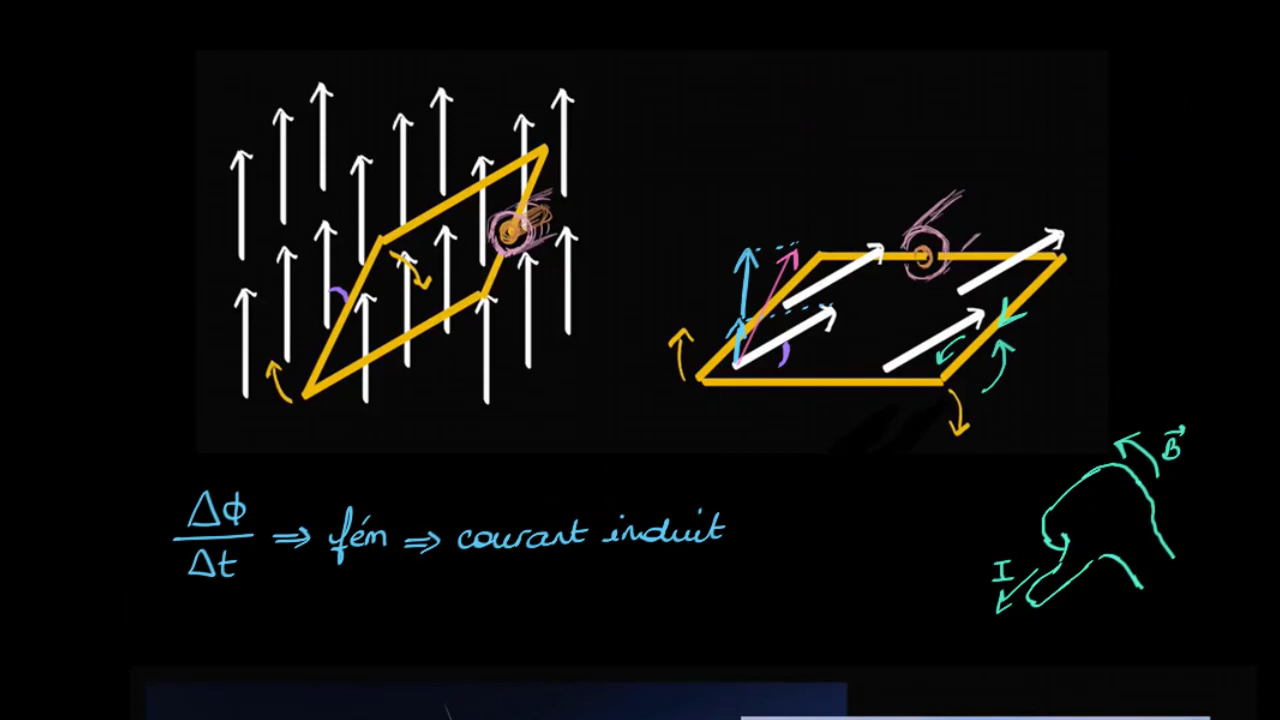 B⃗
ΔΦ/Δt ⇒ fém ⇒ courant induit
I